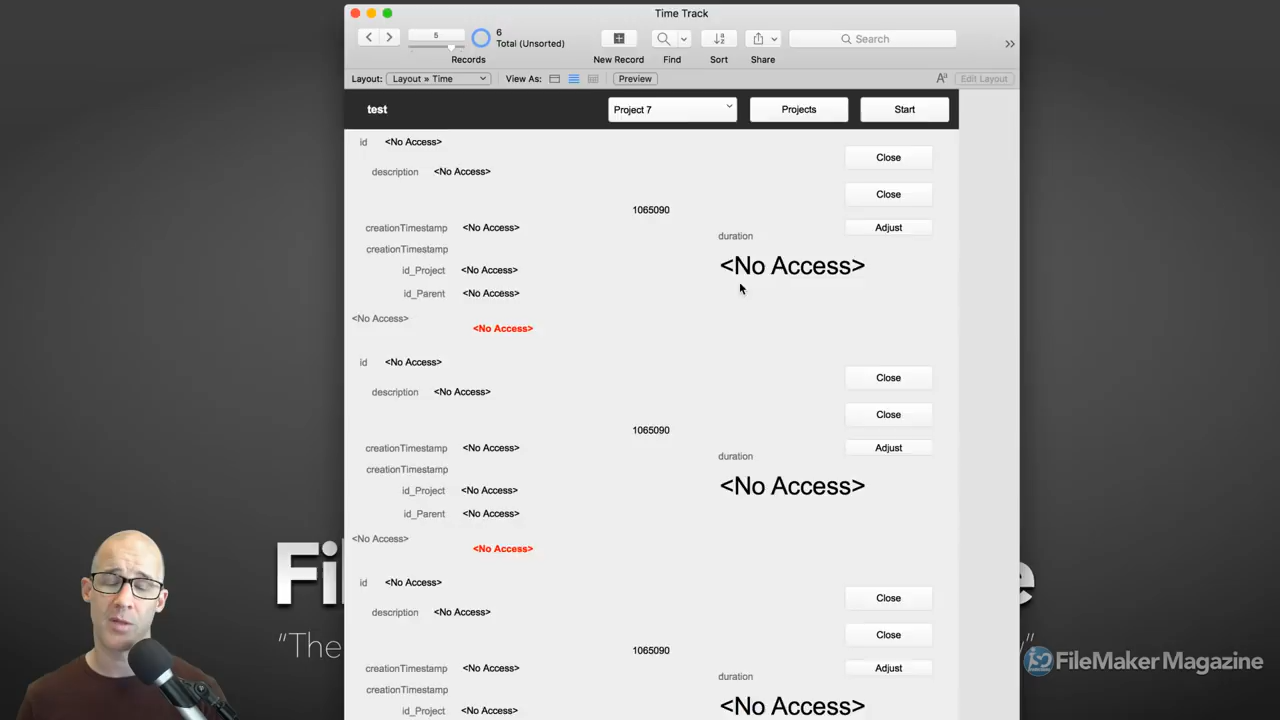 Time Track
5
6
Total (Unsorted)
Search
Records
New Record
Find
Sort
Share
Layout:
Layout » Time
View As:
Preview
Aª
Edit Layout
test
Project 7
Projects
Start
id
<No Access>
Close
description
<No Access>
Close
1065090
creationTimestamp
<No Access>
Adjust
duration
creationTimestamp
<No Access>
id_Project
<No Access>
id_Parent
<No Access>
<No Access>
<No Access>
id
<No Access>
Close
description
<No Access>
Close
1065090
creationTimestamp
<No Access>
Adjust
duration
creationTimestamp
<No Access>
id_Project
<No Access>
id_Parent
<No Access>
<No Access>
<No Access>
id
<No Access>
Close
description
<No Access>
Close
1065090
creationTimestamp
<No Access>
Adjust
duration
creationTimestamp
<No Access>
id_Project
<No Access>
Fi
e
"The
"
FileMaker Magazine